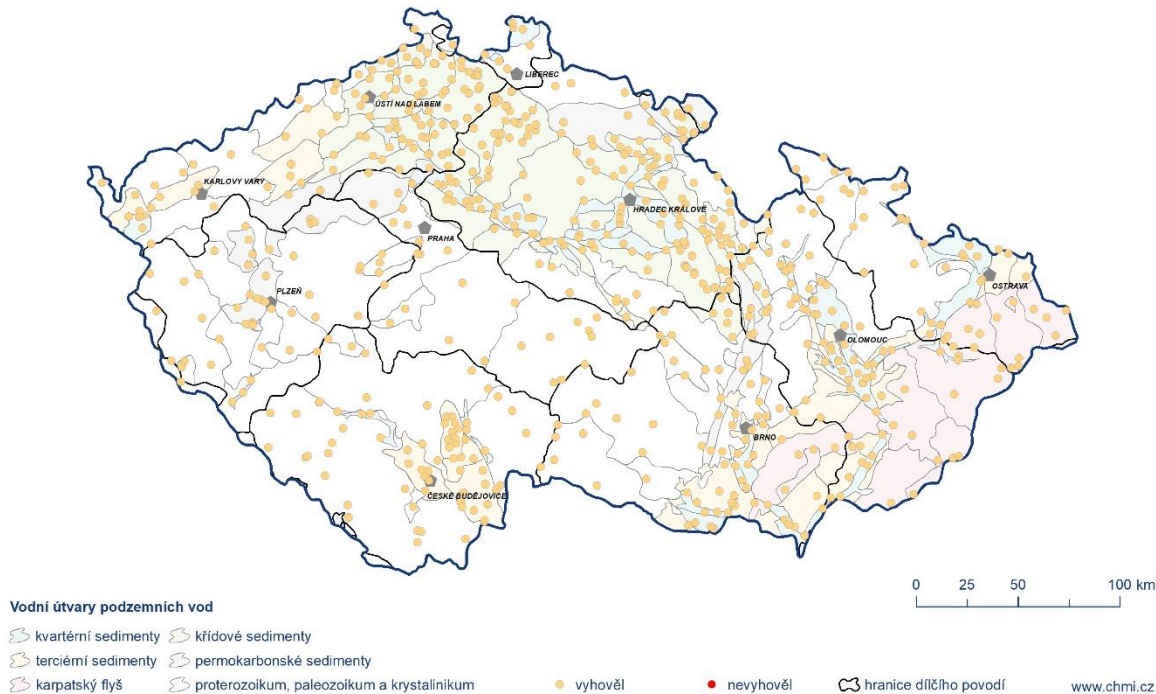 LIBEREC
ÚSTÍ NAD LABEM
KARLOVY VARY
HRADEC KRÁLOVÉ
PRAHA
OSTRAVA
PLZEŇ
OLOMOUC
BRNO
ČESKÉ BUDĚJOVICE
0 25 50 100 km
Vodní útvary podzemních vod
kvartérní sedimenty křídové sedimenty
terciérní sedimenty permokarbonské sedimenty
karpatský flyš proterozoikum, paleozoikum a krystalinikum vyhověl nevyhověl hranice dílčího povodí www.chmi.cz